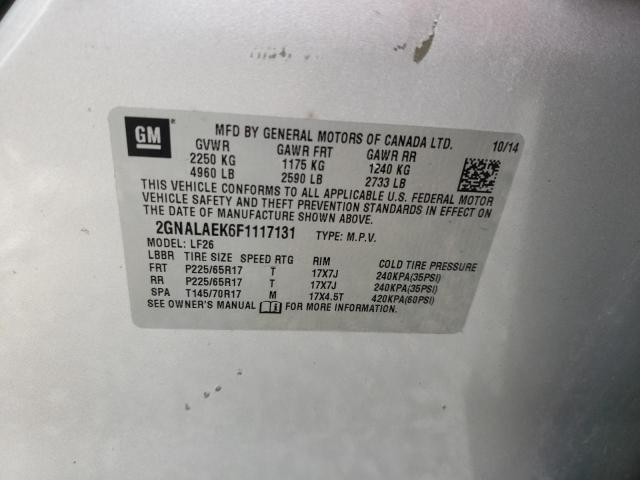 GM
MFD BY GENERAL MOTORS OF CANADA LTD. 10/14
GVWR GAWR FRT GAWR RR
2250 KG 1175 KG 1240 KG
4960 LB 2590 LB 2733 LB
THIS VEHICLE CONFORMS TO ALL APPLICABLE U.S. FEDERAL MOTOR
VEHICLE SAFETY AND THEFT PREVENTION STANDARDS IN EFFECT ON
THE DATE OF MANUFACTURE SHOWN ABOVE.
2GNALAEK6F1117131 TYPE: M.P.V.
MODEL: LF26
LBBR TIRE SIZE SPEED RTG RIM COLD TIRE PRESSURE
FRT P225/65R17 T 17X7J 240KPA(35PSI)
RR P225/65R17 T 17X7J 240KPA(35PSI)
SPA T145/70R17 M 17X4.5T 420KPA(60PSI)
SEE OWNER'S MANUAL FOR MORE INFORMATION.